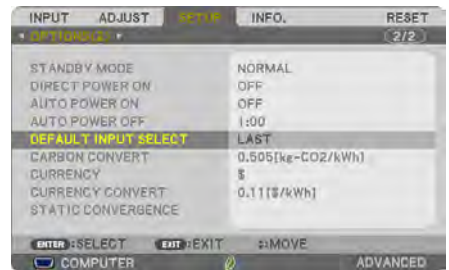 INPUT ADJUST SETUP INFO. RESET
OPTIONS(2) (2/2)
STANDBY MODE NORMAL
DIRECT POWER ON OFF
AUTO POWER ON OFF
AUTO POWER OFF 1:00
DEFAULT INPUT SELECT LAST
CARBON CONVERT 0.505[kg-CO2/kWh]
CURRENCY $
CURRENCY CONVERT 0.11[$/kWh]
STATIC CONVERGENCE
ENTER :SELECT EXIT :EXIT :MOVE
COMPUTER ADVANCED